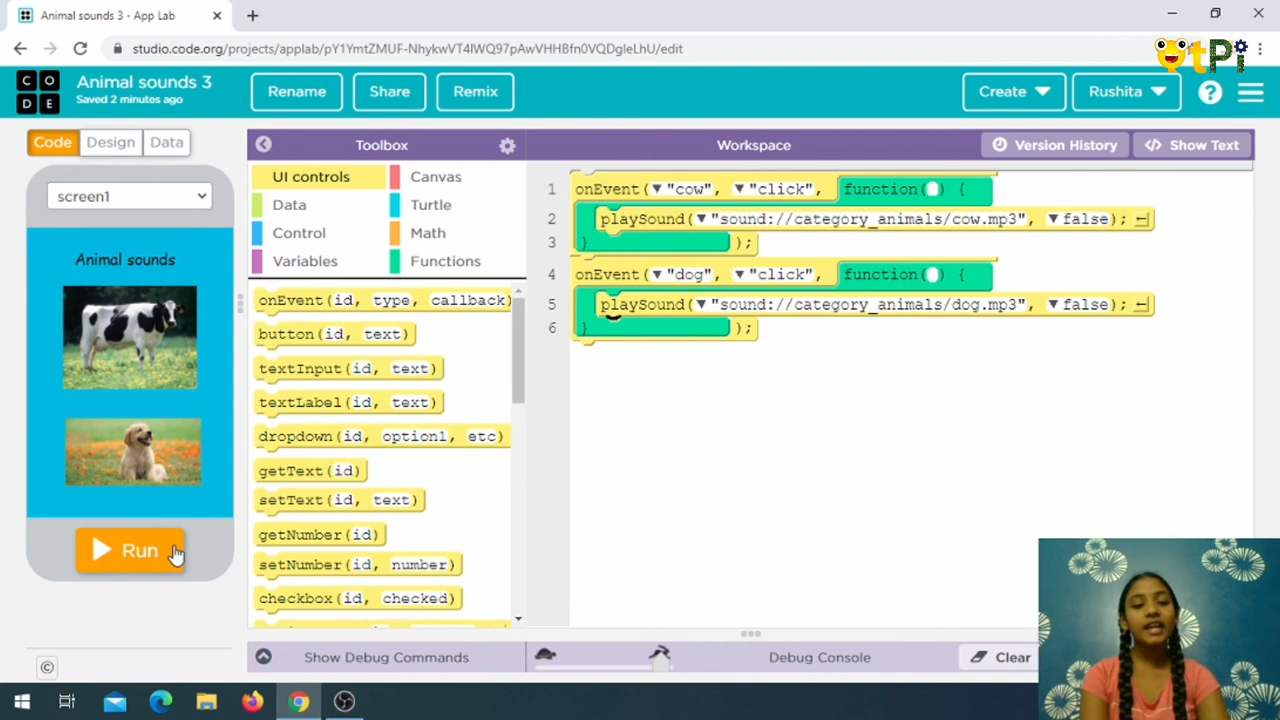 Animal sounds 3 - App Lab
studio.code.org/projects/applab/pY1YmtZMUF-NhykwVT4lWQ97pAwVHHBfn0VQDgleLhU/edit
tPi
C O
D E
Animal sounds 3
Saved 2 minutes ago
Rename
Share
Remix
Create
Rushita
?
Code
Design
Data
Toolbox
Workspace
Version History
</> Show Text
screen1
Animal sounds
Run
UI controls
Canvas
Data
Turtle
Control
Math
Variables
Functions
onEvent(id, type, callback)
button(id, text)
textInput(id, text)
textLabel(id, text)
dropdown(id, option1, etc)
getText(id)
setText(id, text)
getNumber(id)
setNumber(id, number)
checkbox(id, checked)
1 onEvent(▼"cow", ▼"click", function( ) {
2 playSound(▼"sound://category_animals/cow.mp3", ▼false);
3 } );
4 onEvent(▼"dog", ▼"click", function( ) {
5 playSound(▼"sound://category_animals/dog.mp3", ▼false);
6 } );
©
Show Debug Commands
Debug Console
Clear